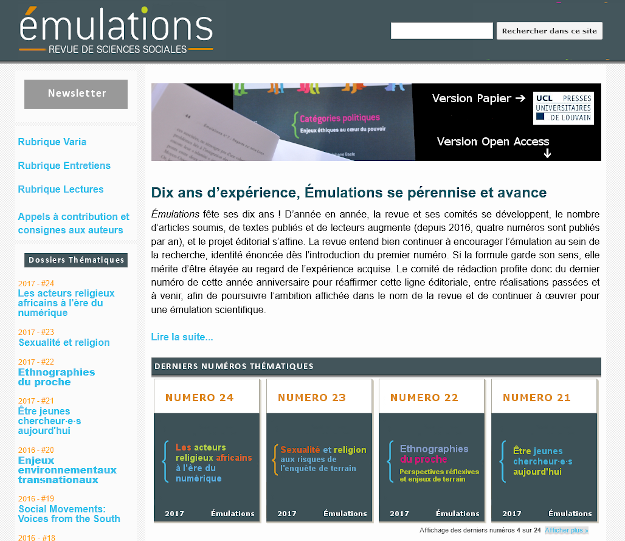 émulations
REVUE DE SCIENCES SOCIALES
Rechercher dans ce site
Newsletter
Rubrique Varia
Rubrique Entretiens
Rubrique Lectures
Appels à contribution et
consignes aux auteurs
Dossiers Thématiques
2017 - #24
Les acteurs religieux
africains à l'ère du
numérique
2017 - #23
Sexualité et religion
2017 - #22
Ethnographies
du proche
2017 - #21
Être jeunes
chercheur·e·s
aujourd'hui
2016 - #20
Enjeux
environnementaux
transnationaux
2016 - #19
Social Movements:
Voices from the South
2016 - #18
Catégories politiques
Enjeux éthiques au cœur du pouvoir
Version Papier
UCL PRESSES
UNIVERSITAIRES
DE LOUVAIN
Version Open Access
Dix ans d'expérience, Émulations se pérennise et avance
Émulations fête ses dix ans ! D'année en année, la revue et ses comités se développent, le nombre
d'articles soumis, de textes publiés et de lecteurs augmente (depuis 2016, quatre numéros sont publiés
par an), et le projet éditorial s'affine. La revue entend bien continuer à encourager l'émulation au sein de
la recherche, identité énoncée dès l'introduction du premier numéro. Si la formule garde son sens, elle
mérite d'être étayée au regard de l'expérience acquise. Le comité de rédaction profite donc du dernier
numéro de cette année anniversaire pour réaffirmer cette ligne éditoriale, entre réalisations passées et
à venir, afin de poursuivre l'ambition affichée dans le nom de la revue et de continuer à œuvrer pour
une émulation scientifique.
Lire la suite...
DERNIERS NUMÉROS THÉMATIQUES
NUMERO 24
Les acteurs
religieux africains
à l'ère du
numérique
2017 Émulations
NUMERO 23
Sexualité et religion
aux risques de
l'enquête de terrain
2017 Émulations
NUMERO 22
Ethnographies
du proche
Perspectives réflexives
et enjeux de terrain
2017 Émulations
NUMERO 21
Être jeunes
chercheur·e·s
aujourd'hui
2017 Émulations
Affichage des derniers numéros 4 sur 24 Afficher plus »